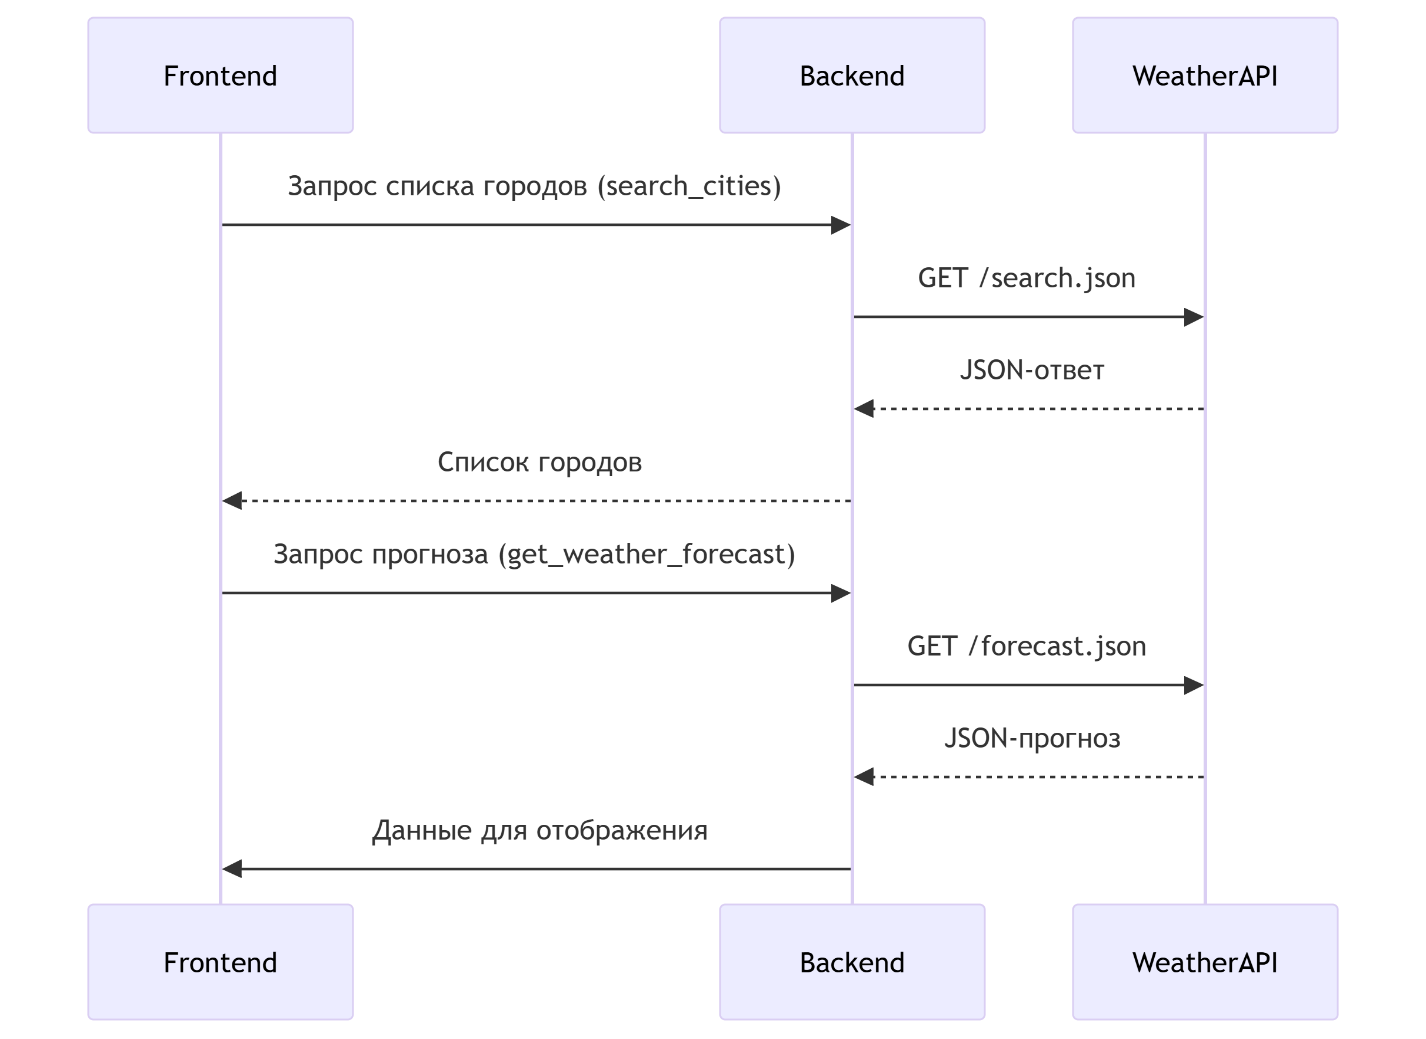 Frontend
Backend
WeatherAPI
Запрос списка городов (search_cities)
GET /search.json
JSON-ответ
Список городов
Запрос прогноза (get_weather_forecast)
GET /forecast.json
JSON-прогноз
Данные для отображения
Frontend
Backend
WeatherAPI